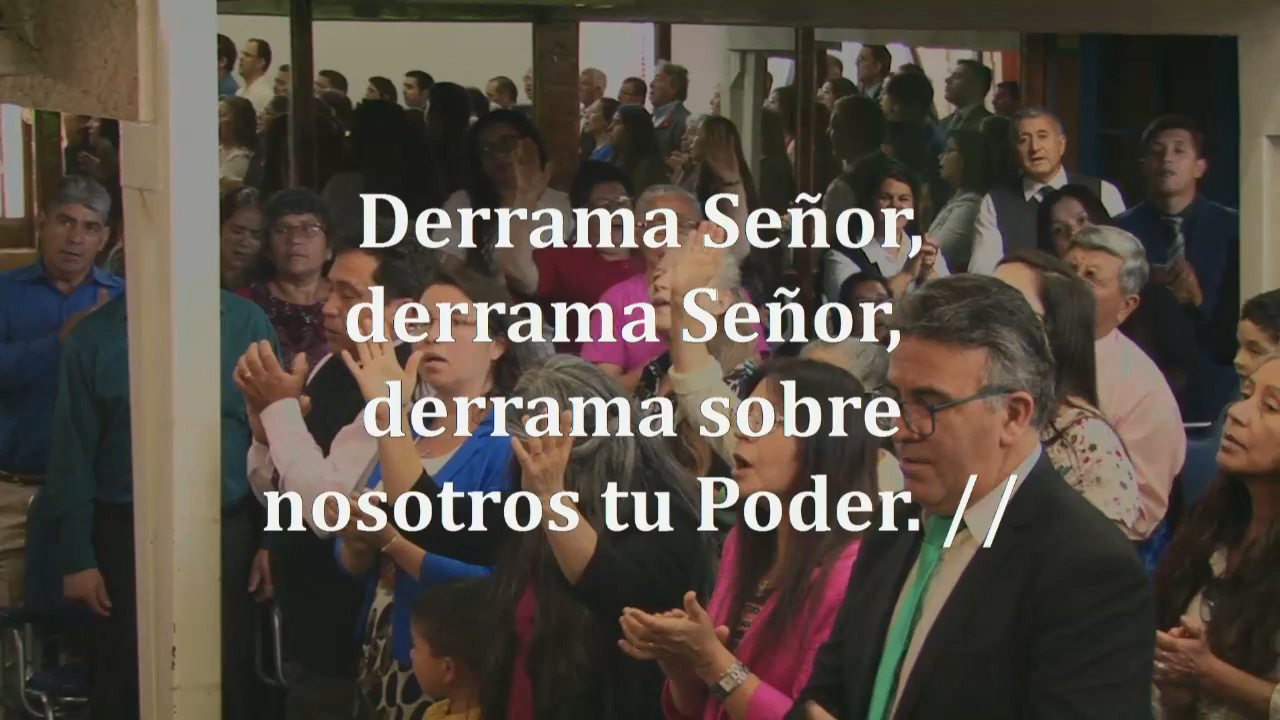 Derrama Señor,
derrama Señor,
derrama sobre
nosotros tu Poder. //